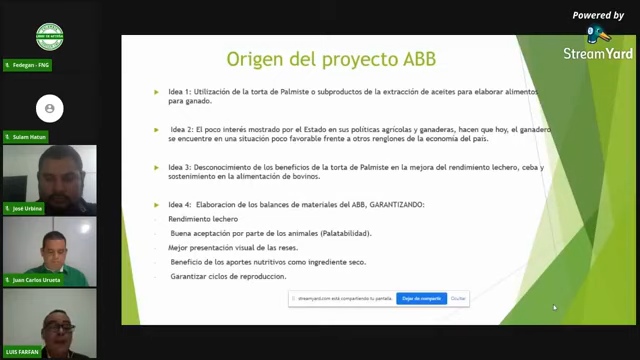 Powered by
StreamYard
Fedegan - FNG
Sulam Hatun
José Urbina
Juan Carlos Urueta
LUIS FARFAN
Origen del proyecto ABB
Idea 1: Utilización de la torta de Palmiste o subproductos de la extracción de aceites para elaborar alimentos
para ganado.
Idea 2: El poco interés mostrado por el Estado en sus políticas agrícolas y ganaderas, hacen que hoy, el ganadero
se encuentre en una situación poco favorable frente a otros renglones de la economía del país.
Idea 3: Desconocimiento de los beneficios de la torta de Palmiste en la mejora del rendimiento lechero, ceba y
sostenimiento en la alimentación de bovinos.
Idea 4: Elaboracion de los balances de materiales del ABB, GARANTIZANDO:
Rendimiento lechero
Buena aceptación por parte de los animales (Palatabilidad).
Mejor presentación visual de las reses.
Beneficio de los aportes nutritivos como ingrediente seco.
Garantizar ciclos de reproduccion.
streamyard.com está compartiendo tu pantalla.
Dejar de compartir
Ocultar